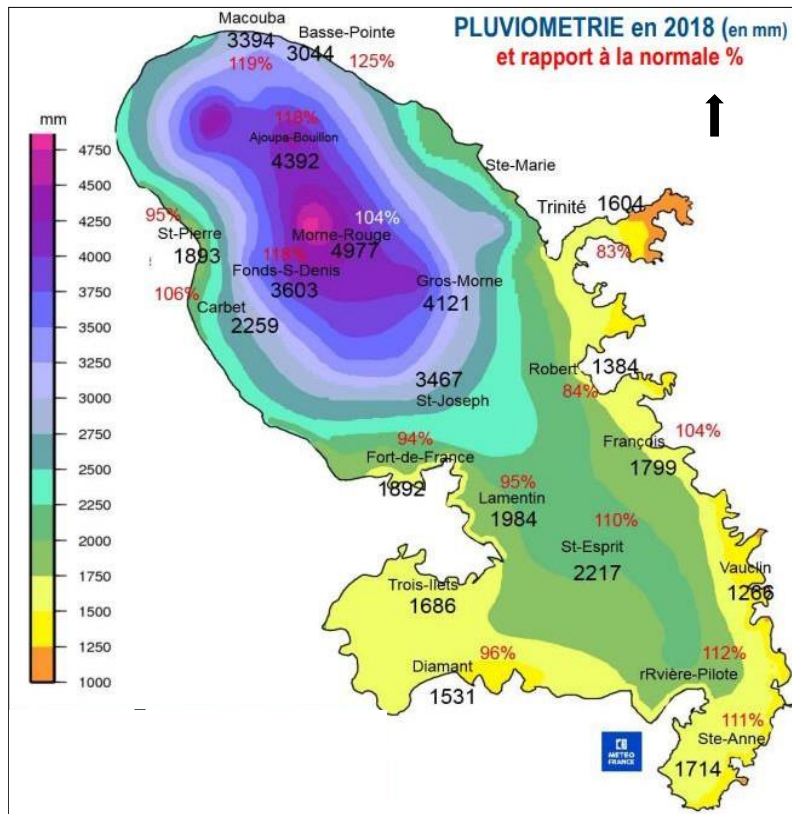 PLUVIOMETRIE en 2018 (en mm)
et rapport à la normale %
Macouba
3394
119%
Basse-Pointe
3044
125%
mm
4750
4500
4250
4000
3750
3500
3250
3000
2750
2500
2250
2000
1750
1500
1250
1000
118%
Ajoupa-Bouillon
4392
Ste-Marie
Trinité
1604
83%
95%
St-Pierre
1893
104%
Morne-Rouge
4977
118%
Fonds-S-Denis
3603
Gros-Morne
4121
106%
Carbet
2259
3467
St-Joseph
Robert
1384
84%
94%
Fort-de-France
1892
104%
François
1799
95%
Lamentin
1984
110%
St-Esprit
2217
Vauclin
1266
Trois-Ilets
1686
96%
Diamant
1531
112%
rRvière-Pilote
111%
Ste-Anne
1714
METEO
FRANCE